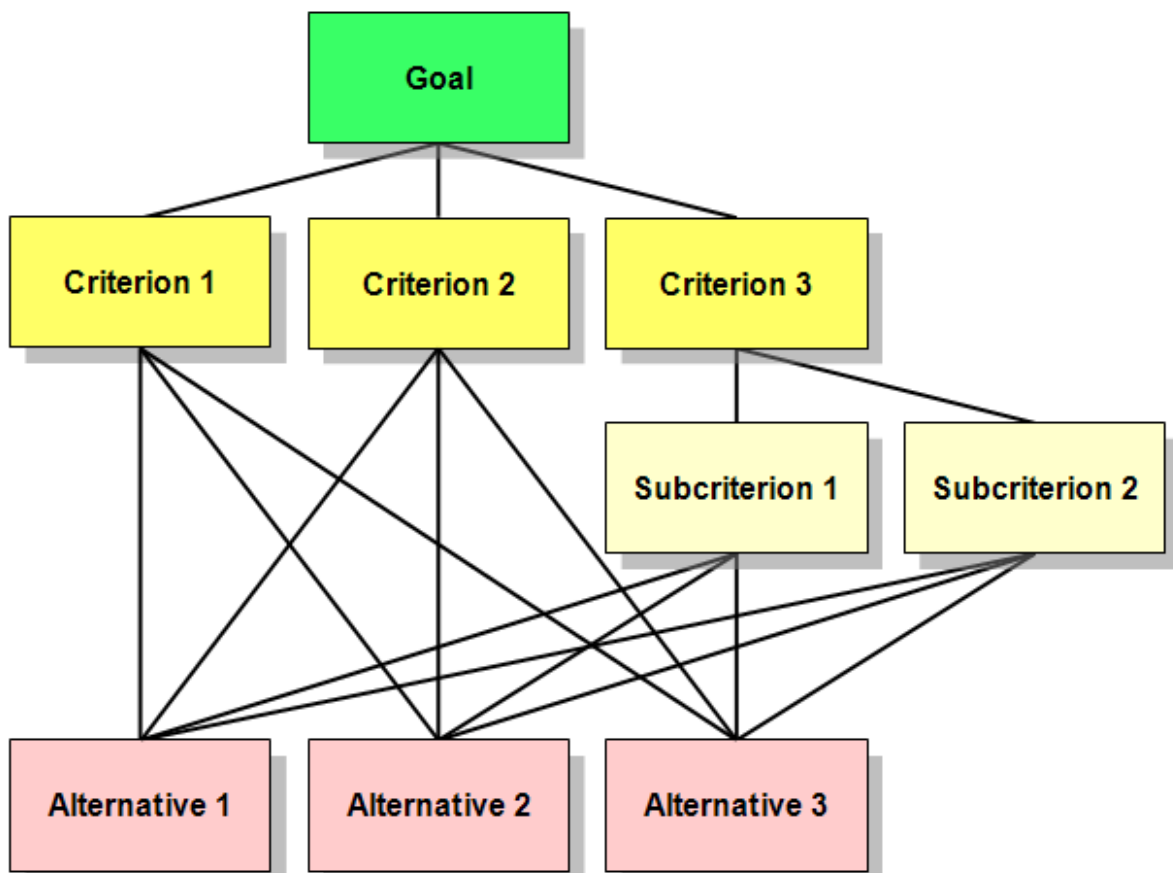 Goal
Criterion 1
Criterion 2
Criterion 3
Subcriterion 1
Subcriterion 2
Alternative 1
Alternative 2
Alternative 3